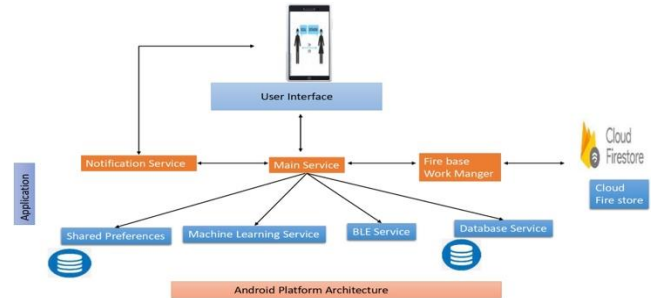 User Interface
Notification Service
Main Service
Fire base
Work Manger
Cloud
Firestore
Cloud
Fire store
Application
Shared Preferences
Machine Learning Service
BLE Service
Database Service
Android Platform Architecture